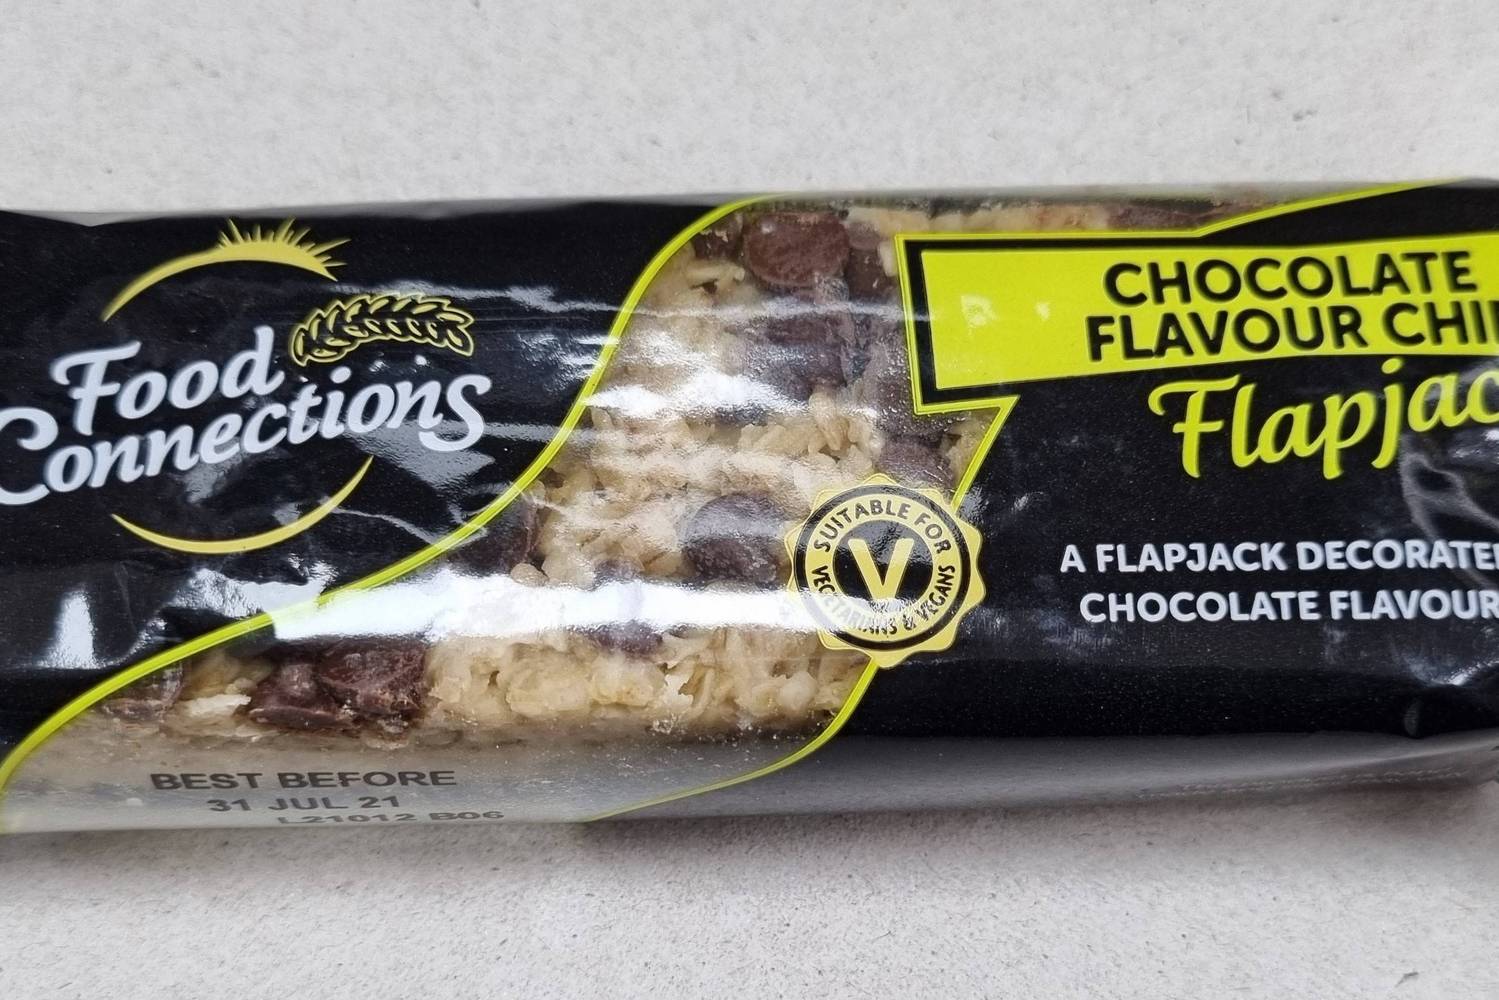 Food
Connections
CHOCOLATE
FLAVOUR CHI
Flapjac
A FLAPJACK DECORATE
CHOCOLATE FLAVOUR
SUITABLE FOR
V
VEGETARIANS & VEGANS
BEST BEFORE
31 JUL 21
L21012 B06